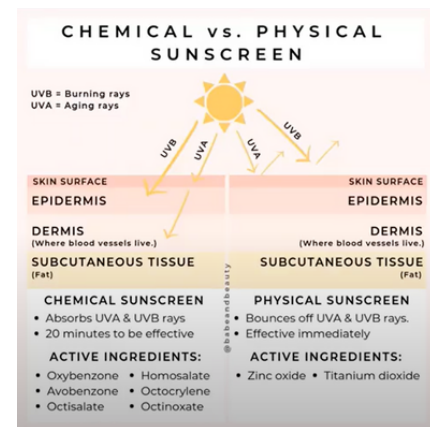 CHEMICAL vs. PHYSICAL
SUNSCREEN
UVB = Burning rays
UVA = Aging rays
UVB
UVA
UVA
UVB
SKIN SURFACE
EPIDERMIS
DERMIS
(Where blood vessels live.)
SUBCUTANEOUS TISSUE
(Fat)
SKIN SURFACE
EPIDERMIS
DERMIS
(Where blood vessels live.)
SUBCUTANEOUS TISSUE
(Fat)
CHEMICAL SUNSCREEN
• Absorbs UVA & UVB rays
• 20 minutes to be effective
ACTIVE INGREDIENTS:
• Oxybenzone • Homosalate
• Avobenzone • Octocrylene
• Octisalate • Octinoxate
@babeandbeauty
PHYSICAL SUNSCREEN
• Bounces off UVA & UVB rays.
• Effective immediately
ACTIVE INGREDIENTS:
• Zinc oxide • Titanium dioxide